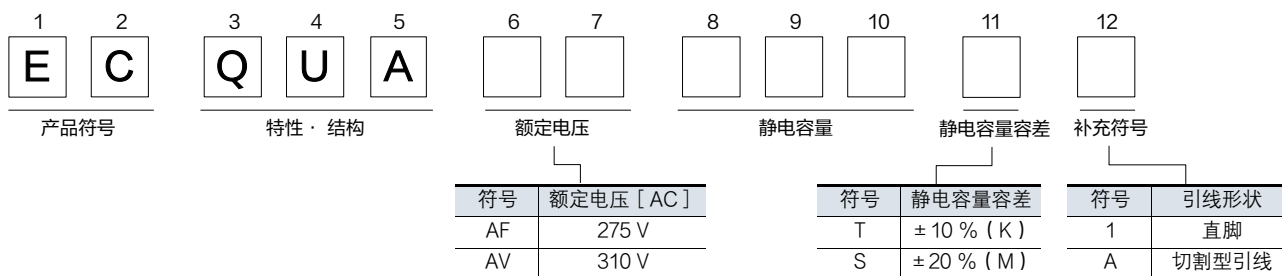 1 2 3 4 5 6 7 8 9 10 11 12
E C Q U A
产品符号 特性 · 结构 额定电压 静电容量 静电容量容差 补充符号
符号 额定电压 [ AC ] 符号 静电容量容差 符号 引线形状
AF 275 V T ±10 % ( K ) 1 直脚
AV 310 V S ±20 % ( M ) A 切割型引线